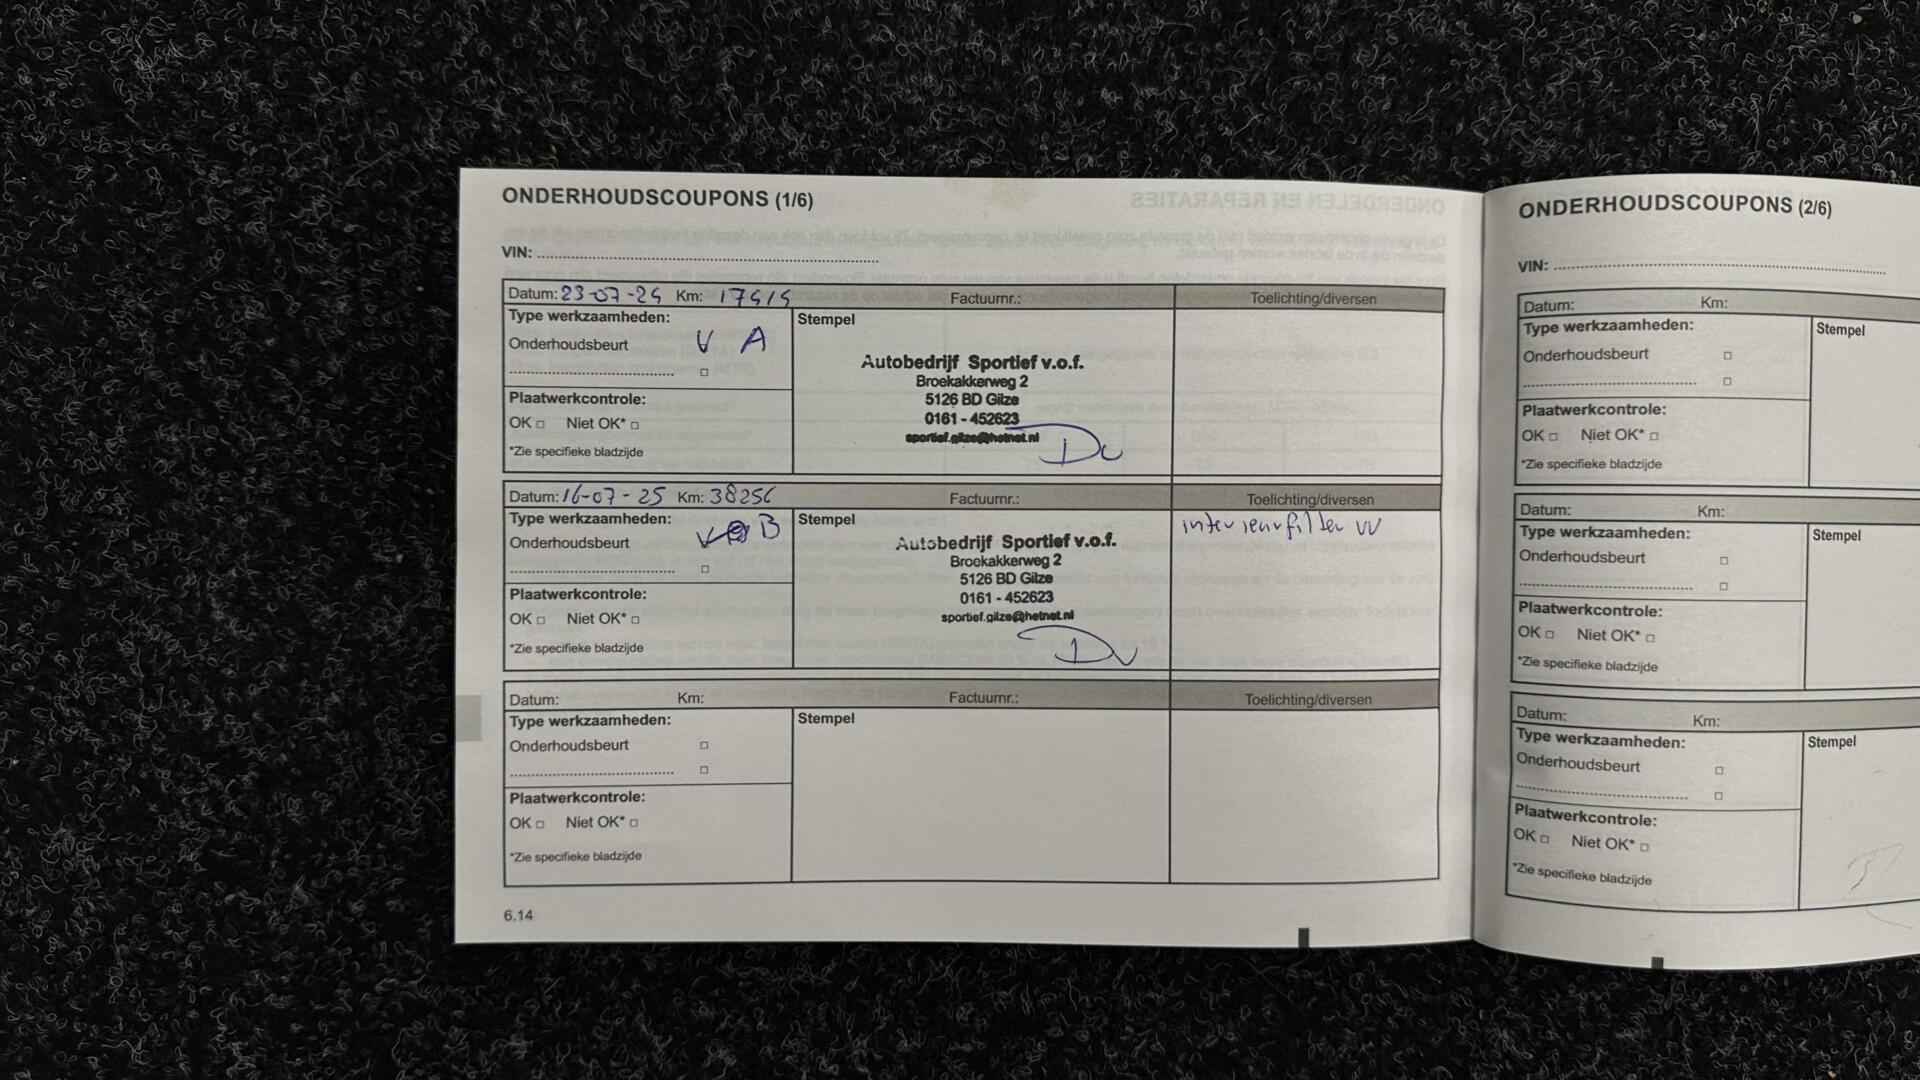 ONDERHOUDSCOUPONS (1/6)
VIN:
Datum: 23-07-24 Km: Factuurnr.: Toelichting/diversen
Type werkzaamheden: Stempel
Onderhoudsbeurt V A
Autobedrijf Sportief v.o.f.
Broekakkerweg 2
5126 BD Gilze
0161 - 452623
sportief.gilze@hetnet.nl
Plaatwerkcontrole:
OK Niet OK*
*Zie specifieke bladzijde
Datum: 16-07-25 Km: 38256 Factuurnr.: Toelichting/diversen
Type werkzaamheden: Stempel
Onderhoudsbeurt V B
Autobedrijf Sportief v.o.f.
Broekakkerweg 2
5126 BD Gilze
0161 - 452623
sportief.gilze@hetnet.nl
interieurfilter VV
Plaatwerkcontrole:
OK Niet OK*
*Zie specifieke bladzijde
Datum: Km: Factuurnr.: Toelichting/diversen
Type werkzaamheden: Stempel
Onderhoudsbeurt
Plaatwerkcontrole:
OK Niet OK*
*Zie specifieke bladzijde
6.14
ONDERHOUDSCOUPONS (2/6)
VIN:
Datum: Km:
Type werkzaamheden: Stempel
Onderhoudsbeurt
Plaatwerkcontrole:
OK Niet OK*
*Zie specifieke bladzijde
Datum: Km:
Type werkzaamheden: Stempel
Onderhoudsbeurt
Plaatwerkcontrole:
OK Niet OK*
*Zie specifieke bladzijde
Datum: Km:
Type werkzaamheden: Stempel
Onderhoudsbeurt
Plaatwerkcontrole:
OK Niet OK*
*Zie specifieke bladzijde